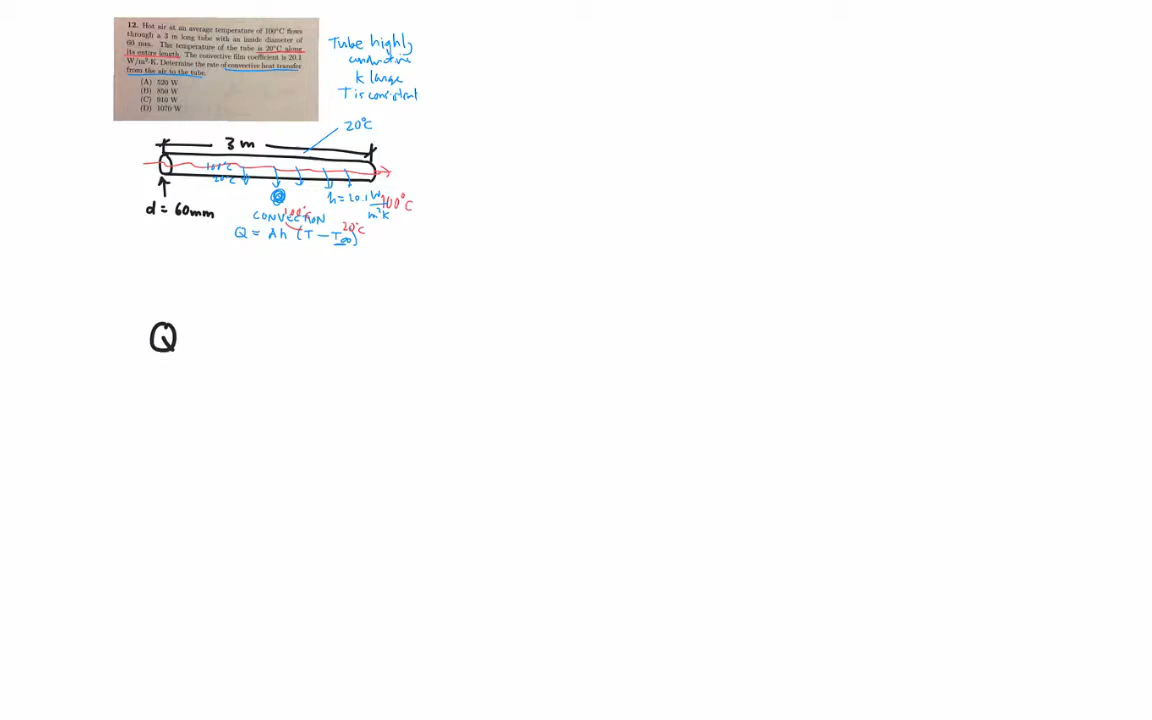 12. Hot air at an average temperature of 100°C flows
through a 3 m long tube with an inside diameter of
60 mm. The temperature of the tube is 20°C along
its entire length. The convective film coefficient is 20.1
W/m²·K. Determine the rate of convective heat transfer
from the air to the tube.
(A) 520 W
(B) 850 W
(C) 910 W
(D) 1070 W
Tube highly
conductive
k large
T is consistent
20°C
3 m
100°C
20°C
h = 20.1 W/m²K
100°C
d = 60mm
CONVECTION
100°C
20°C
Q = Ah (T - T∞)
Q